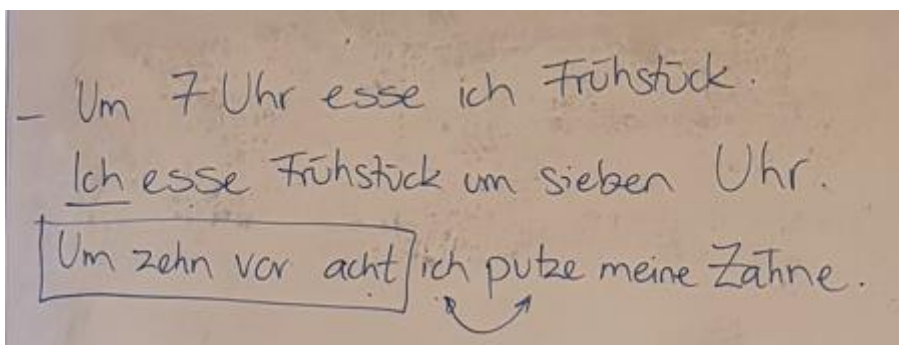 - Um 7 Uhr esse ich Frühstück.
Ich esse Frühstück um sieben Uhr.
Um zehn vor acht ich putze meine Zähne.